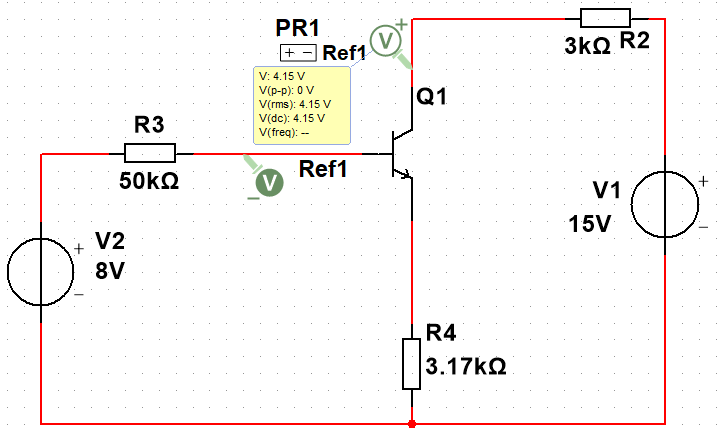 PR1
+ − Ref1
V +
V: 4.15 V
V(p-p): 0 V
V(rms): 4.15 V
V(dc): 4.15 V
V(freq): --
3kΩ R2
Q1
R3
50kΩ
Ref1
V
−
V1
15V
+
−
V2
8V
+
−
R4
3.17kΩ